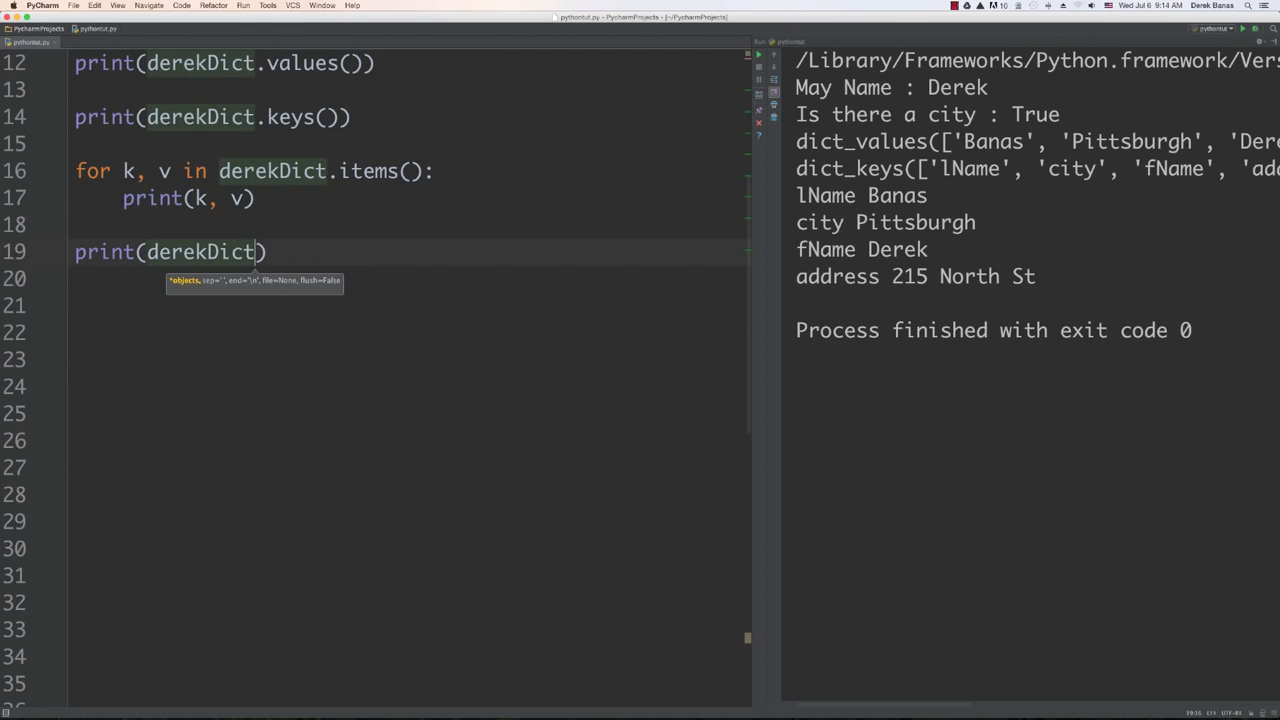 PyCharm File Edit View Navigate Code Refactor Run Tools VCS Window Help 10 Wed Jul 6 9:14 AM Derek Banas
pythontut.py - PyCharmProjects - [~/PycharmProjects]
PycharmProjects pythontut.py pythontut
pythontut.py
Run pythontut
12 print(derekDict.values())
13
14 print(derekDict.keys())
15
16 for k, v in derekDict.items():
17 print(k, v)
18
19 print(derekDict)
*objects, sep=' ', end="\n", file=None, flush=False
20
21
22
23
24
25
26
27
28
29
30
31
32
33
34
35
/Library/Frameworks/Python.framework/Vers
May Name : Derek
Is there a city : True
dict_values(['Banas', 'Pittsburgh', 'De
dict_keys(['lName', 'city', 'fName', 'ad
lName Banas
city Pittsburgh
fName Derek
address 215 North St
Process finished with exit code 0
19:16 LF÷ UTF-8÷